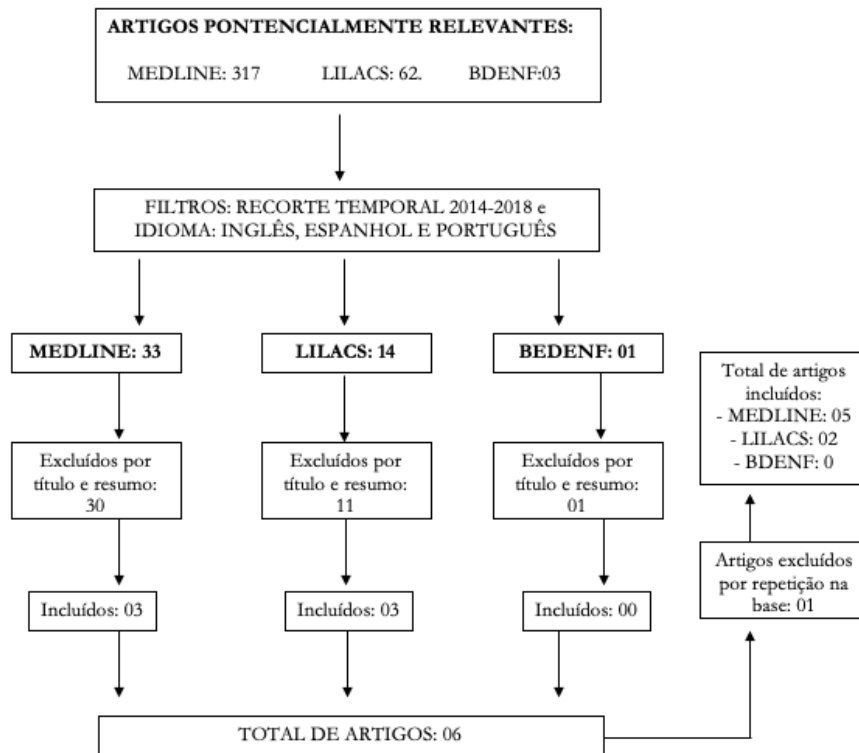 ARTIGOS PONTENCIALMENTE RELEVANTES:
MEDLINE: 317 LILACS: 62. BDENF:03
FILTROS: RECORTE TEMPORAL 2014-2018 e
IDIOMA: INGLÊS, ESPANHOL E PORTUGUÊS
MEDLINE: 33
LILACS: 14
BEDENF: 01
Excluídos por
título e resumo:
30
Excluídos por
título e resumo:
11
Excluídos por
título e resumo:
01
Incluídos: 03
Incluídos: 03
Incluídos: 00
TOTAL DE ARTIGOS: 06
Artigos excluídos
por repetição na
base: 01
Total de artigos
incluídos:
- MEDLINE: 05
- LILACS: 02
- BDENF: 0